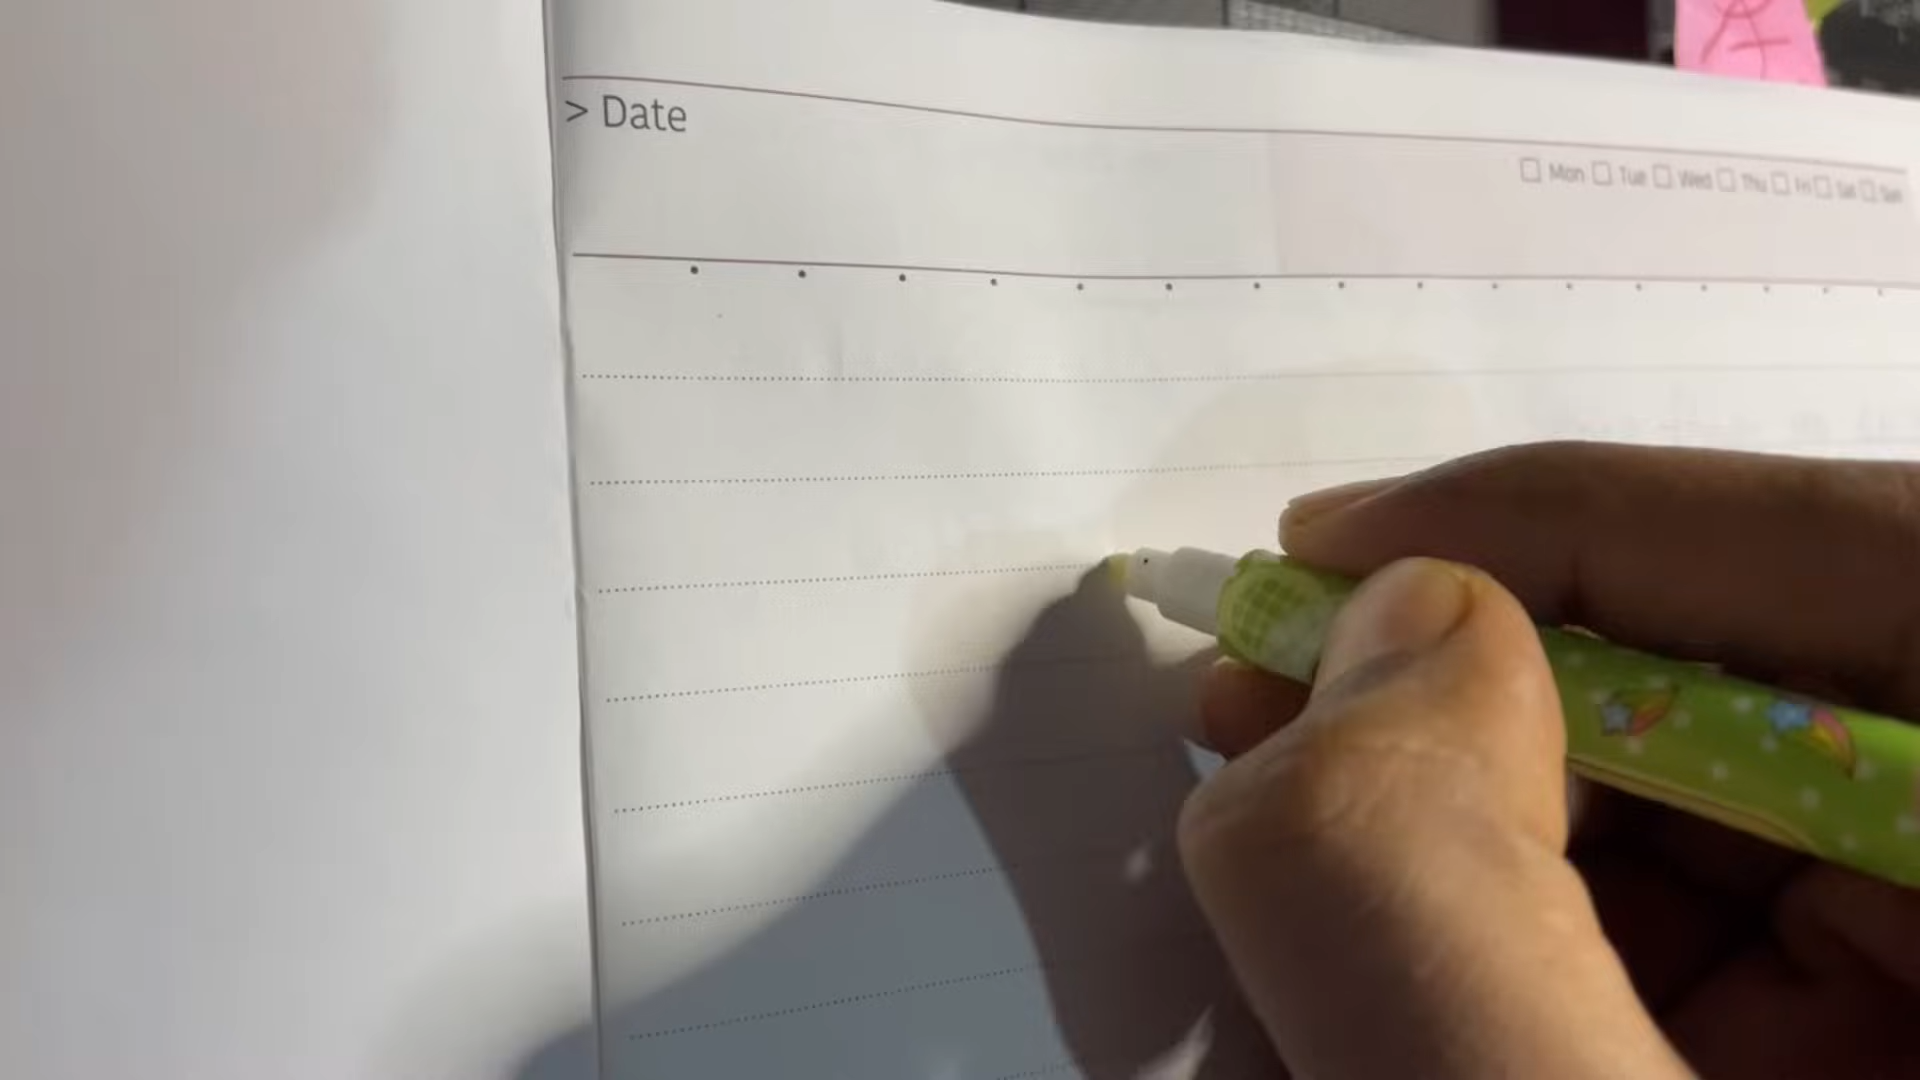 > Date
Mon Tue Wed Thu Fri Sat Sun
A+